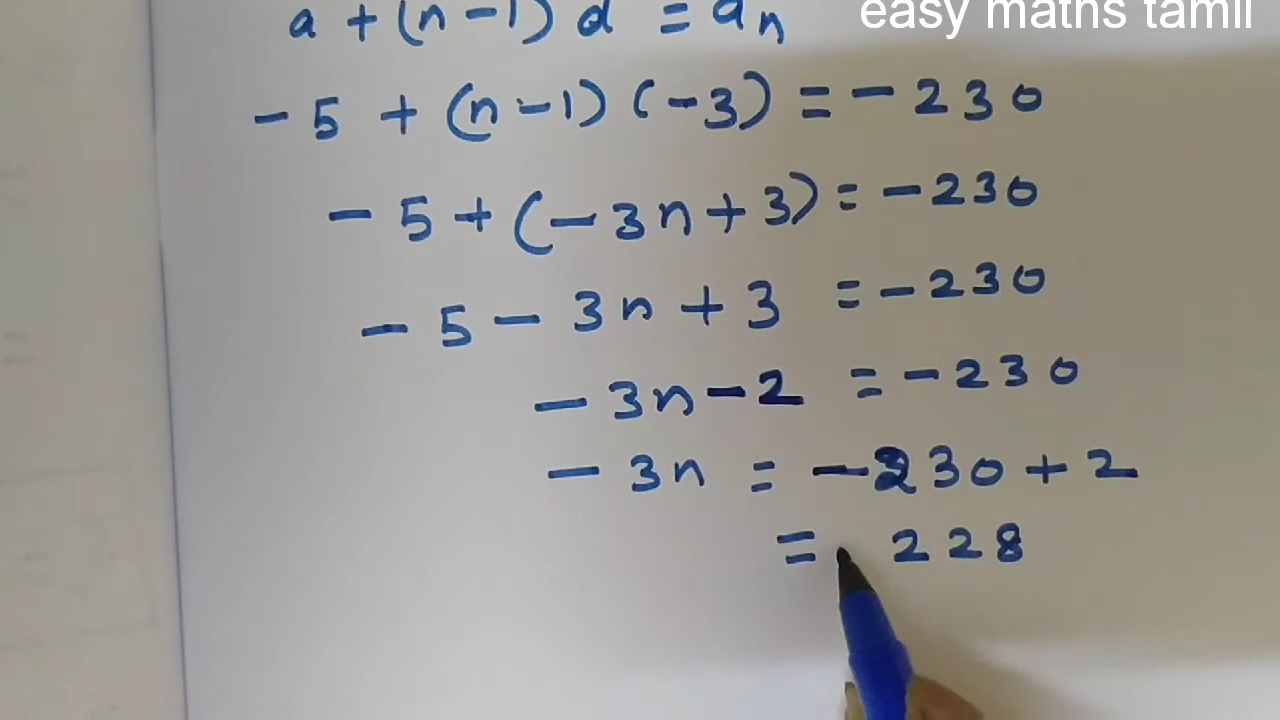 easy maths tamil
a + (n - 1) d = an
- 5 + (n - 1) (-3) = - 230
- 5 + (- 3n + 3) = - 230
- 5 - 3n + 3 = - 230
- 3n - 2 = - 230
- 3n = - 230 + 2
= 228